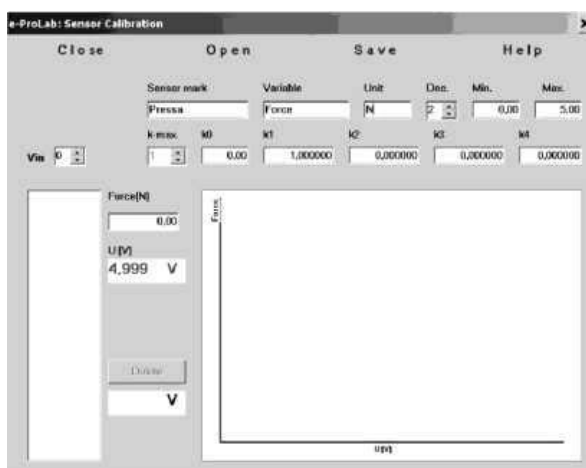 e-ProLab: Sensor Calibration
Close Open Save Help
Sensor mark Variable Unit Dec. Min. Max.
Pressa Force N 2 0,00 5,00
k-max. k0 k1 k2 k3 k4
Vin 0 1 0,00 1,000000 0,000000 0,000000 0,000000
Force[N]
0,00
Force
U [V]
4,999 V
Delete
V
U[V]